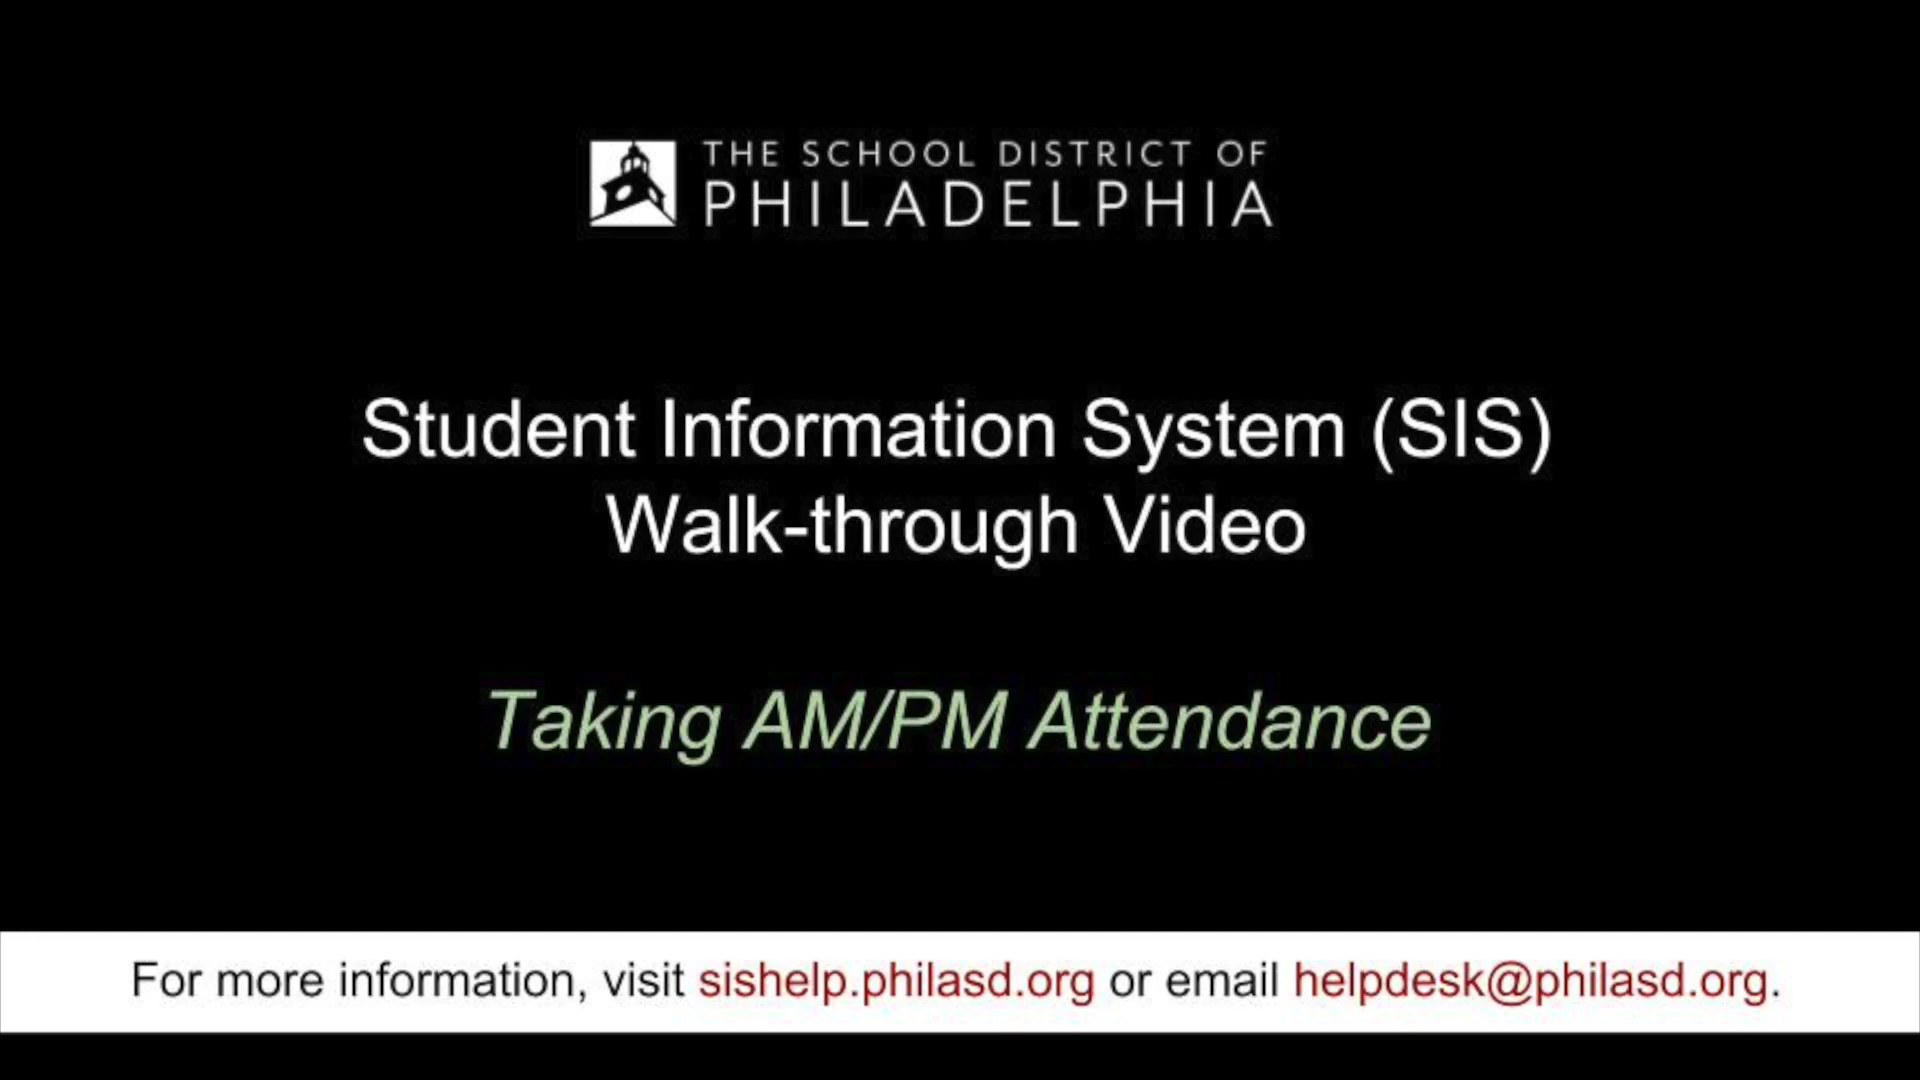 THE SCHOOL DISTRICT OF
PHILADELPHIA
Student Information System (SIS)
Walk-through Video
Taking AM/PM Attendance
For more information, visit sishelp.philasd.org or email helpdesk@philasd.org.